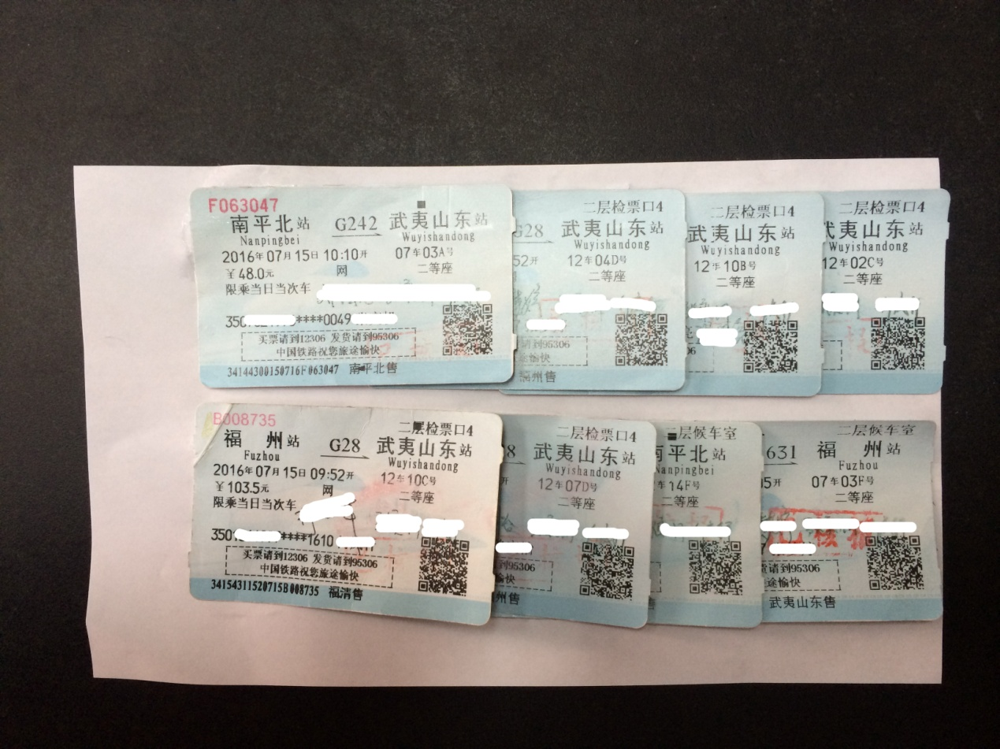 F063047
南平北站 G242 武夷山东站
Nanpingbei Wuyishandong
2016年07月15日 10:10开 07车03A号
￥48.0元 网 二等座
限乘当日当次车
****0049
买票请到12306 发货请到95306
中国铁路祝您旅途愉快
34144300150716F063047 南平北售
二层检票口4
G28 武夷山东站
Wuyishandong
52开 12车04D号
二等座
请到95306
途愉快
福州售
二层检票口4
武夷山东站
Wuyishandong
12车10B号
二等座
二层检票口4
武夷山东站
Wuyishandong
12车02C号
二等座
B008735
二层检票口4
福州站 G28 武夷山东站
Fuzhou Wuyishandong
2016年07月15日 09:52开 12车10C号
￥103.5元 网 二等座
限乘当日当次车
350 ****1610
买票请到12306 发货请到95306
中国铁路祝您旅途愉快
34154311520715B008735 福清售
二层检票口4
8 武夷山东站
Wuyishandong
开 12车07D号
二等座
到95306
愉快
州售
二层候车室
南平北站
Nanpingbei
车14F号
二等座
二层候车室
631 福州站
Fuzhou
5开 07车03F号
二等座
货请到95306
途愉快
武夷山东售